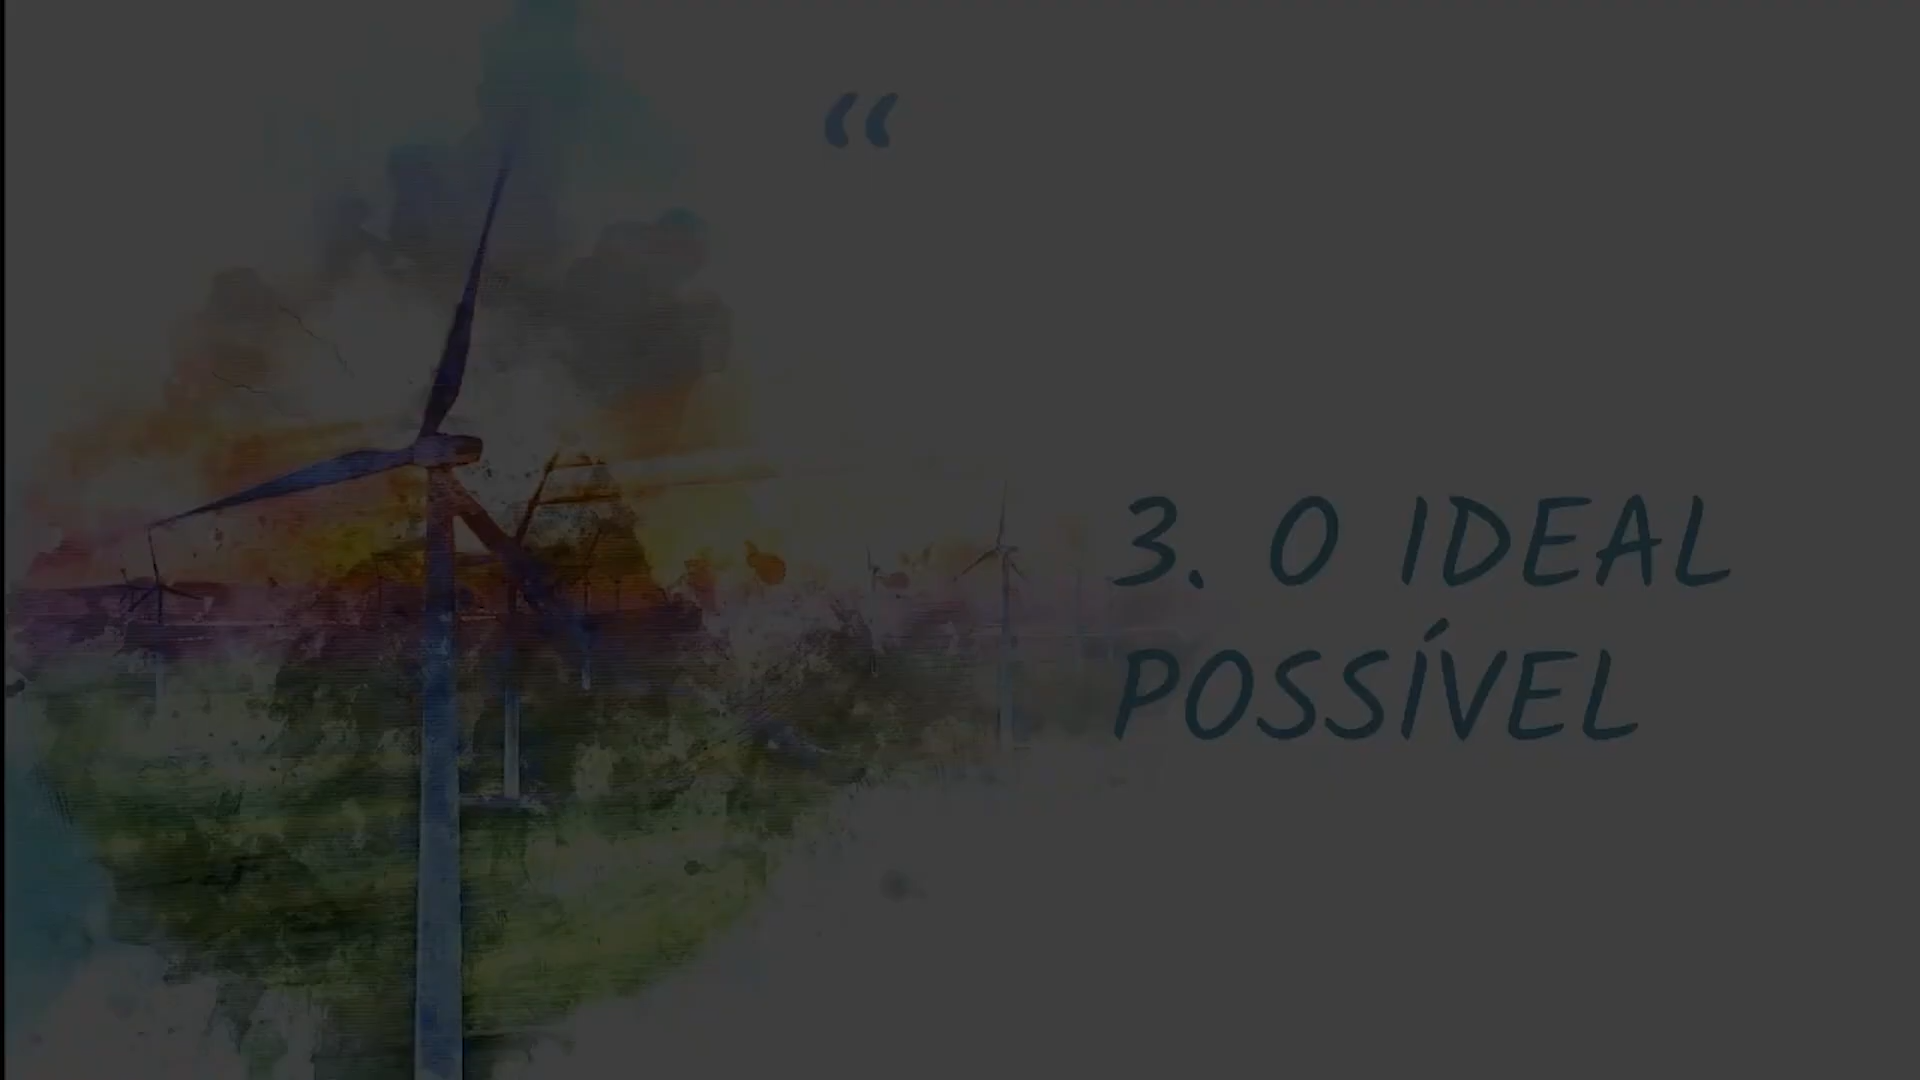 “
3. O IDEAL
POSSÍVEL